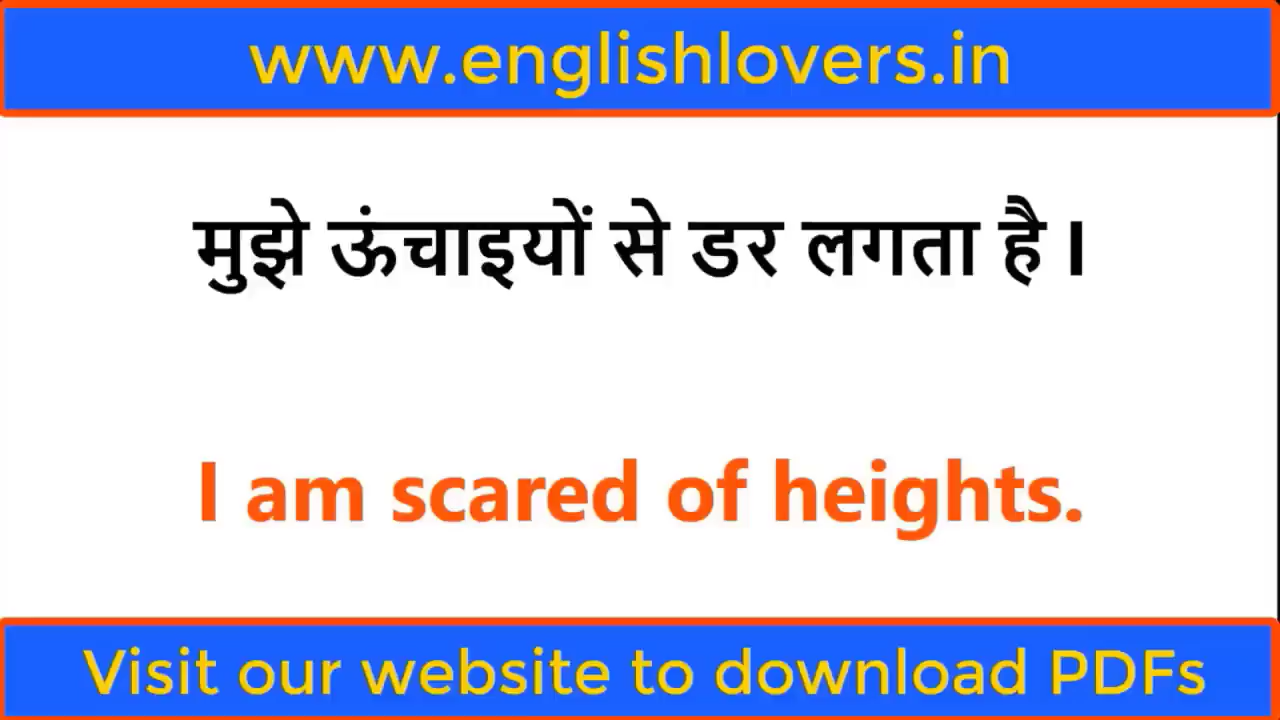 www.englishlovers.in
मुझे ऊंचाइयों से डर लगता है ।
I am scared of heights.
Visit our website to download PDFs